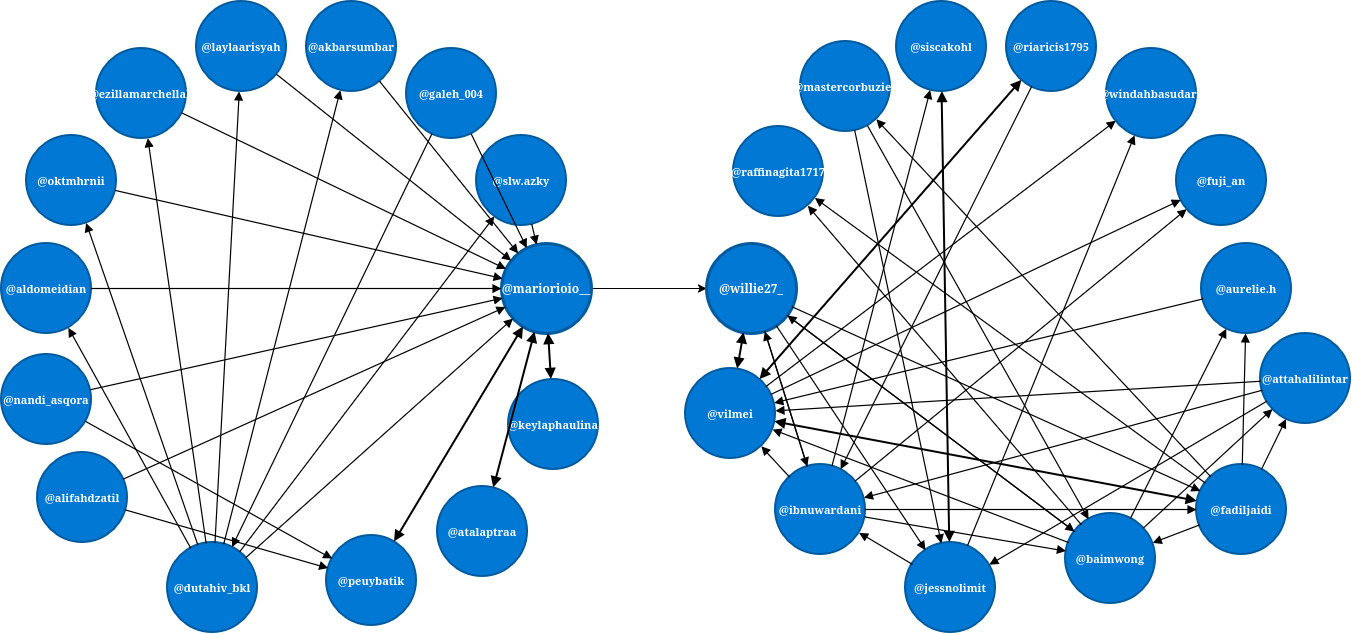 @laylaarisyah
@akbarsumbar
@ezillamarchella
@galeh_004
@oktmhrnii
@slw.azky
@aldomeidian
@mariorioio__
@nandi_asqora
@keylaphaulina
@alifahdzatil
@atalaptraa
@dutahiv_bkl
@peuybatik
@siscakohl
@riaricis1795
@mastercorbuzie
@windahbasudar
@raffinagita1717
@fuji_an
@willie27_
@aurelie.h
@attahalilintar
@vilmei
@ibnuwardani
@fadiljaidi
@baimwong
@jessnolimit